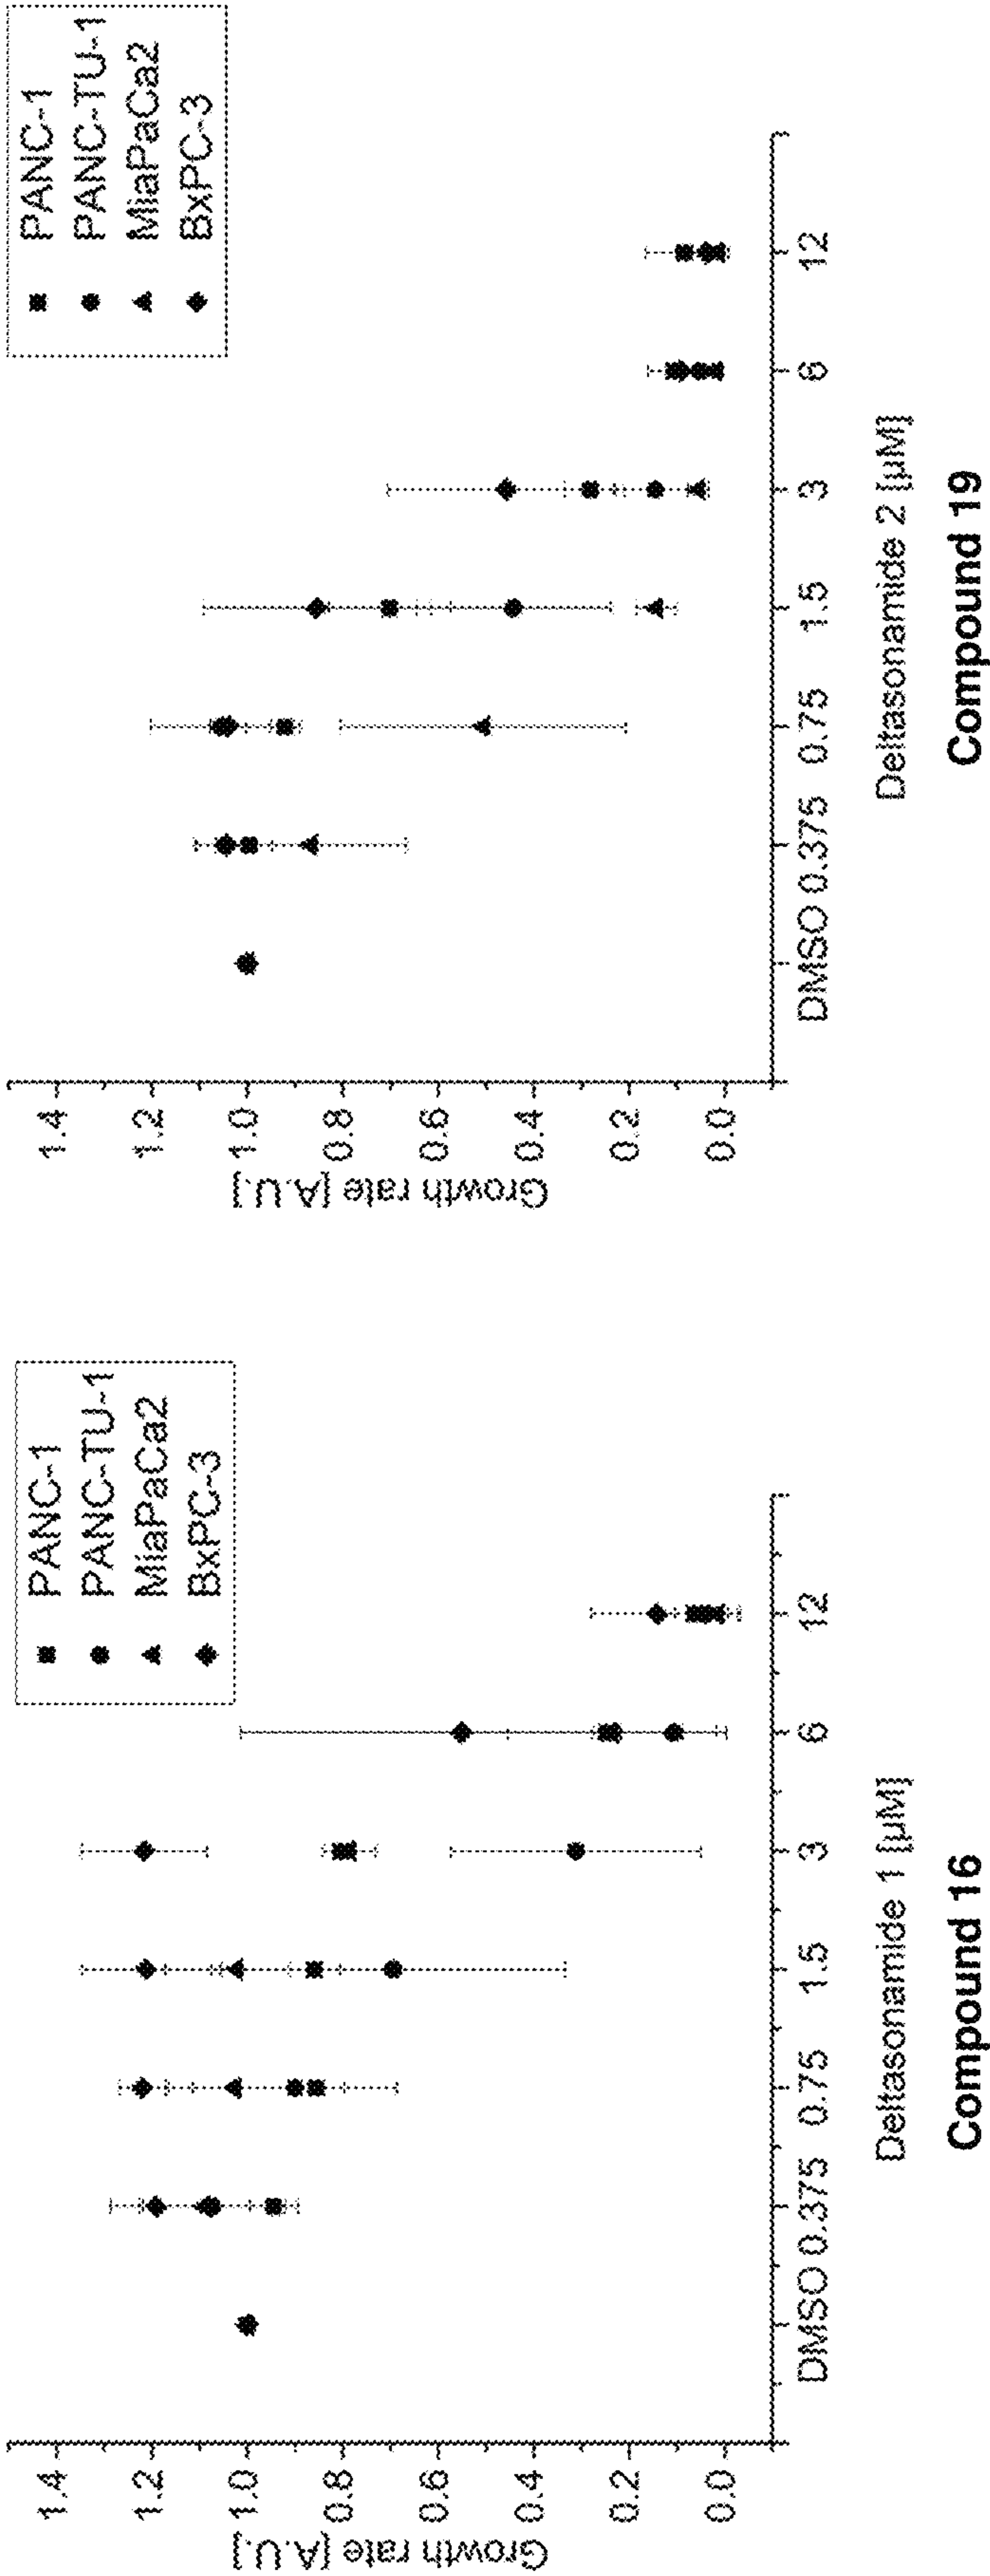 PANC-1
PANC-TU-1
MiaPaCa2
BxPC-3
Growth rate [A.U.]
1.4
1.2
1.0
0.8
0.6
0.4
0.2
0.0
DMSO 0.375 0.75 1.5 3 6 12
Deltasonamide 1 [µM]
Compound 16
PANC-1
PANC-TU-1
MiaPaCa2
BxPC-3
Growth rate [A.U.]
1.4
1.2
1.0
0.8
0.6
0.4
0.2
0.0
DMSO 0.375 0.75 1.5 3 6 12
Deltasonamide 2 [µM]
Compound 19